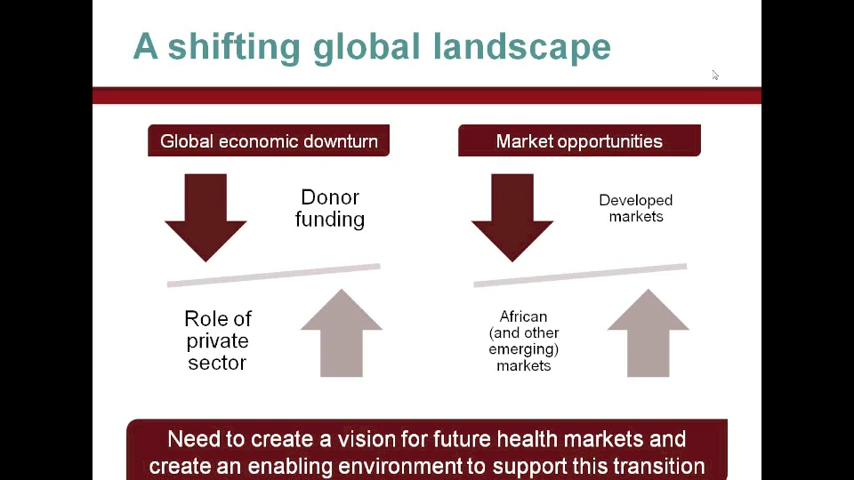 A shifting global landscape
Global economic downturn
Donor
funding
Role of
private
sector
Market opportunities
Developed
markets
African
(and other
emerging)
markets
Need to create a vision for future health markets and
create an enabling environment to support this transition